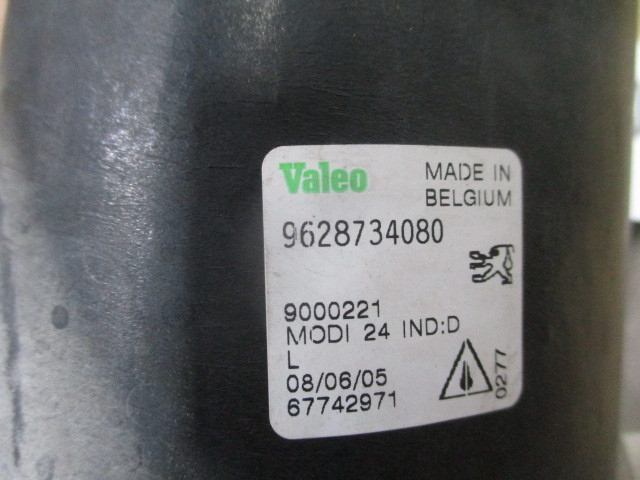 Valeo
MADE IN
BELGIUM
9628734080
9000221
MODI 24 IND:D
L
08/06/05
67742971
0277